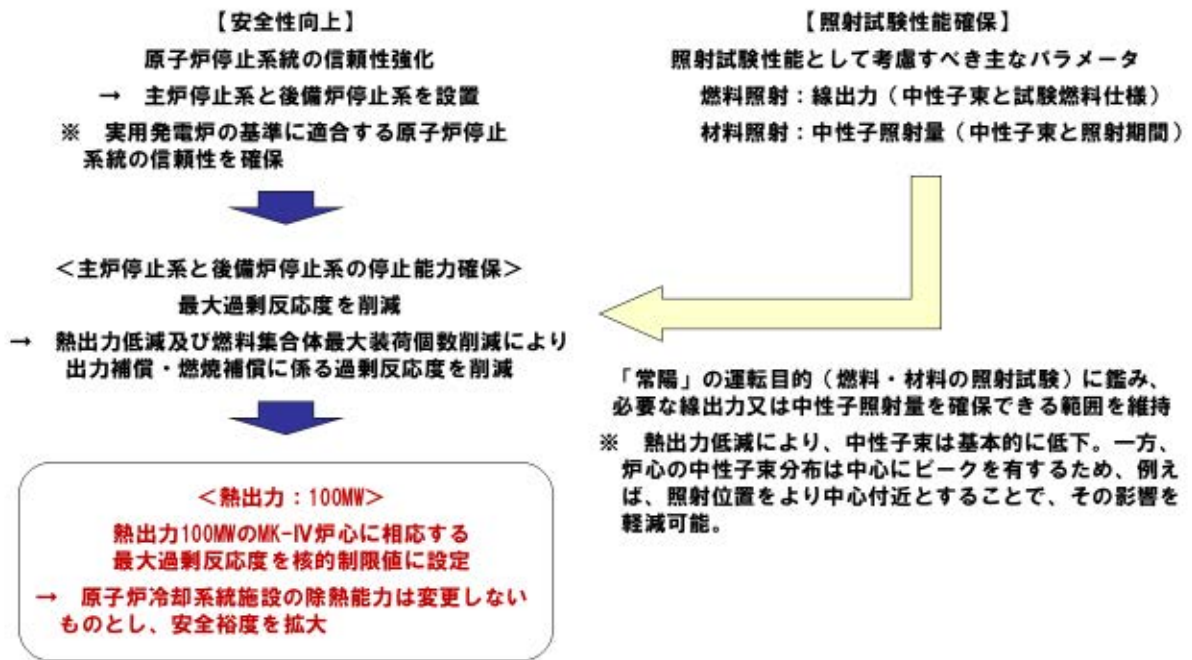 【安全性向上】
原子炉停止系統の信頼性強化
→ 主炉停止系と後備炉停止系を設置
※ 実用発電炉の基準に適合する原子炉停止
系統の信頼性を確保
＜主炉停止系と後備炉停止系の停止能力確保＞
最大過剰反応度を削減
→ 熱出力低減及び燃料集合体最大装荷個数削減により
出力補償・燃焼補償に係る過剰反応度を削減
＜熱出力：100MW＞
熱出力100MWのMK-Ⅳ炉心に相応する
最大過剰反応度を核的制限値に設定
→ 原子炉冷却系統施設の除熱能力は変更しない
ものとし、安全裕度を拡大
【照射試験性能確保】
照射試験性能として考慮すべき主なパラメータ
燃料照射：線出力（中性子束と試験燃料仕様）
材料照射：中性子照射量（中性子束と照射期間）
「常陽」の運転目的（燃料・材料の照射試験）に鑑み、
必要な線出力又は中性子照射量を確保できる範囲を維持
※ 熱出力低減により、中性子束は基本的に低下。一方、
炉心の中性子束分布は中心にピークを有するため、例え
ば、照射位置をより中心付近とすることで、その影響を
軽減可能。